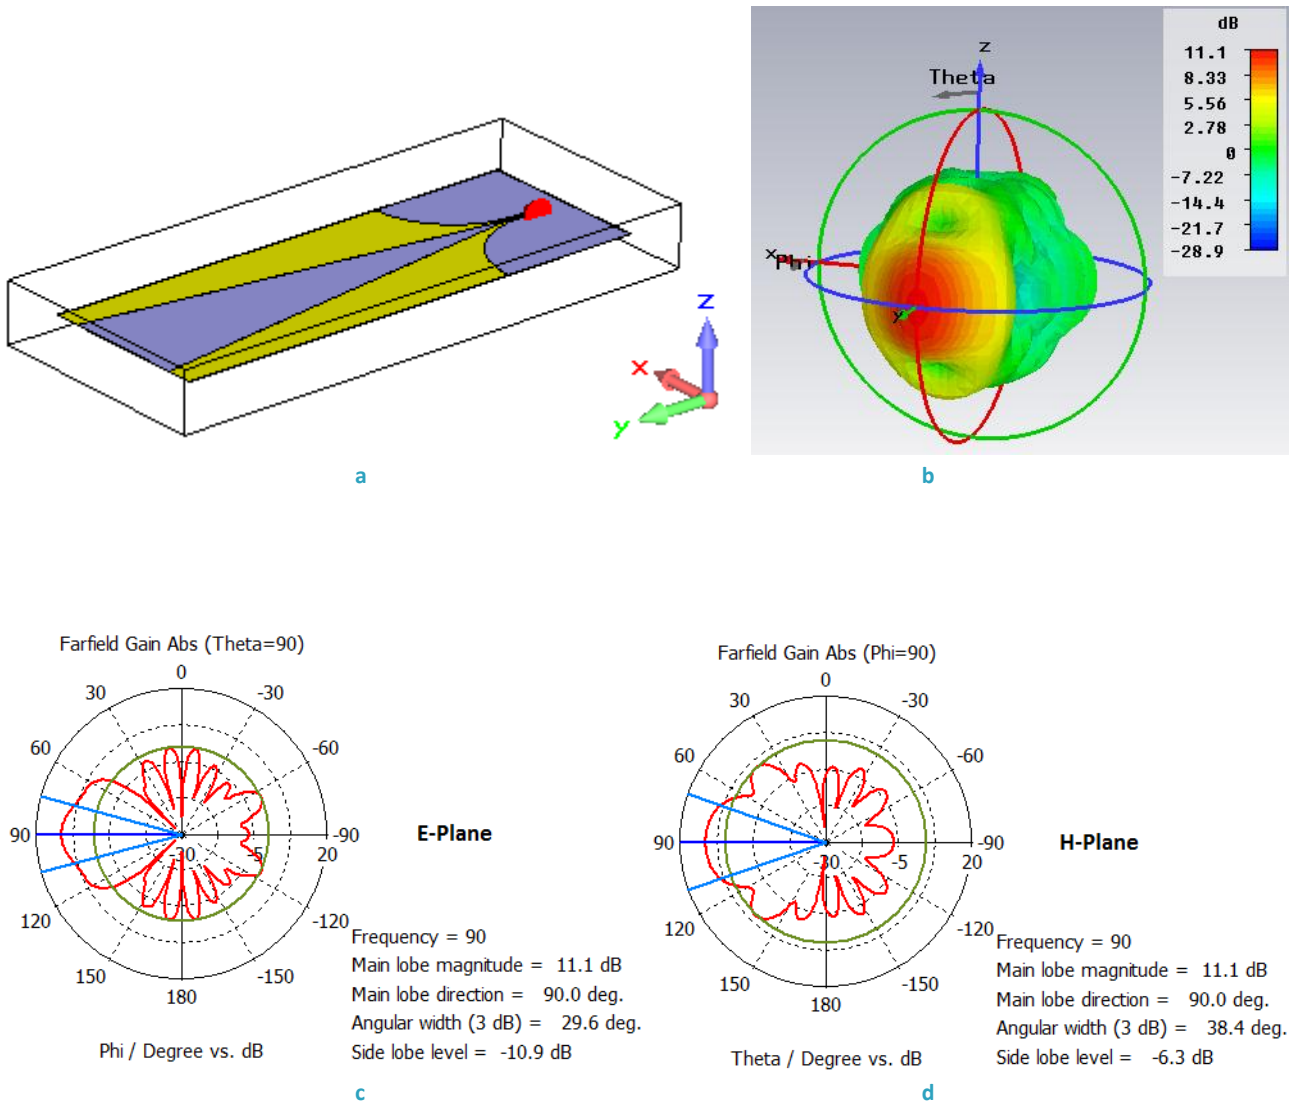 z
x
y
a
dB
11.1
8.33
5.56
2.78
0
-7.22
-14.4
-21.7
-28.9
z
Theta
x
Phi
y
b
Farfield Gain Abs (Theta=90)
0
30
-30
60
-60
90
-30
-5
-90
20
120
-120
150
-150
180
Phi / Degree vs. dB
E-Plane
Frequency = 90
Main lobe magnitude = 11.1 dB
Main lobe direction = 90.0 deg.
Angular width (3 dB) = 29.6 deg.
Side lobe level = -10.9 dB
c
Farfield Gain Abs (Phi=90)
0
30
-30
60
-60
90
-30
-5
-90
20
120
-120
150
-150
180
Theta / Degree vs. dB
H-Plane
Frequency = 90
Main lobe magnitude = 11.1 dB
Main lobe direction = 90.0 deg.
Angular width (3 dB) = 38.4 deg.
Side lobe level = -6.3 dB
d